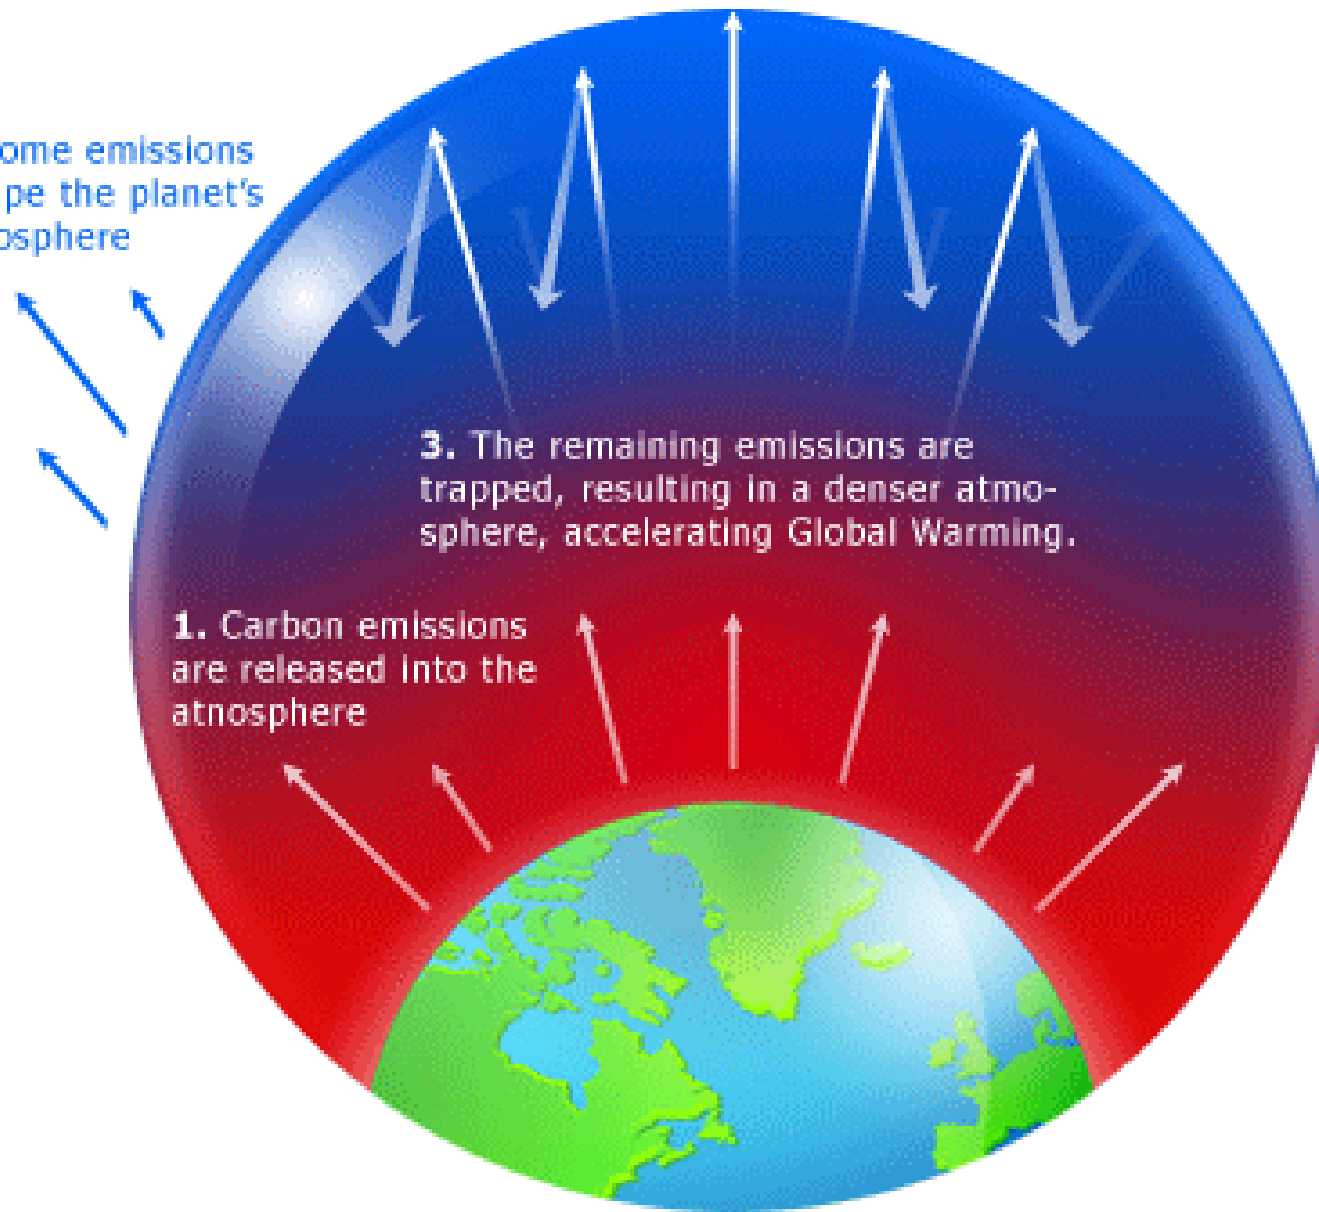 ome emissions
pe the planet's
osphere
3. The remaining emissions are
trapped, resulting in a denser atmo-
sphere, accelerating Global Warming.
1. Carbon emissions
are released into the
atnosphere